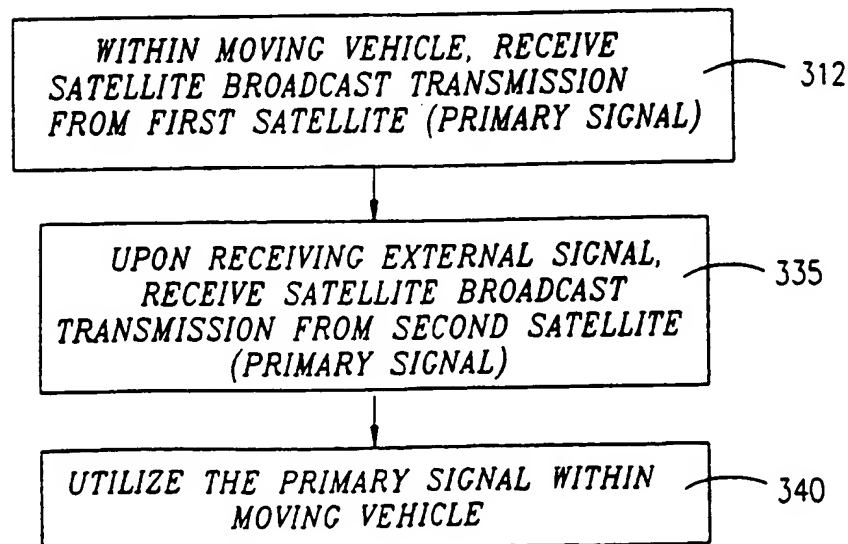 WITHIN MOVING VEHICLE, RECEIVE
SATELLITE BROADCAST TRANSMISSION
FROM FIRST SATELLITE (PRIMARY SIGNAL)
312
UPON RECEIVING EXTERNAL SIGNAL,
RECEIVE SATELLITE BROADCAST
TRANSMISSION FROM SECOND SATELLITE
(PRIMARY SIGNAL)
335
UTILIZE THE PRIMARY SIGNAL WITHIN
MOVING VEHICLE
340